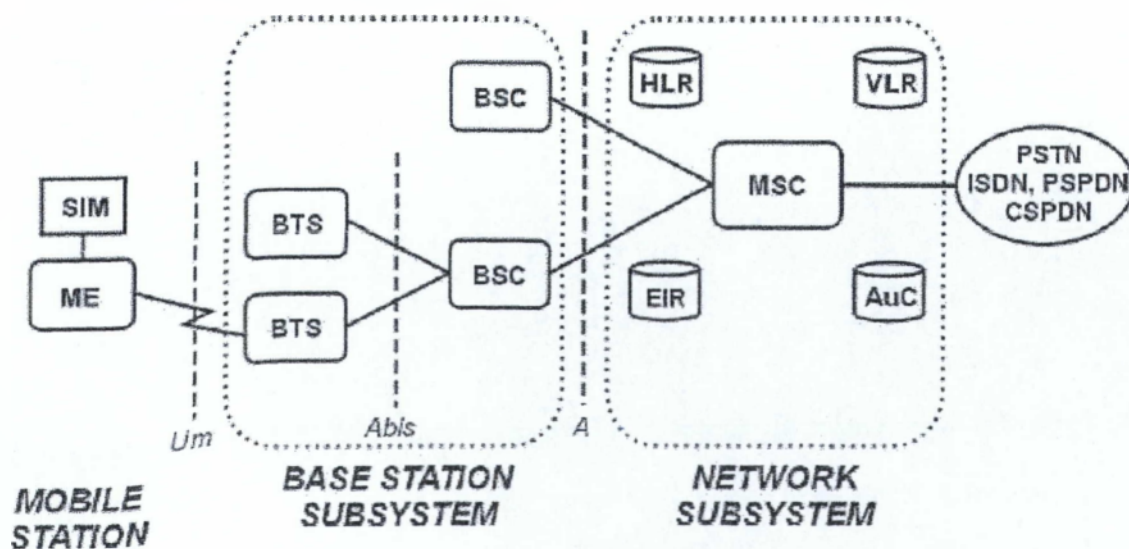 SIM
ME
BTS
BTS
BSC
BSC
HLR
VLR
MSC
EIR
AuC
PSTN
ISDN, PSPDN
CSPDN
Um
Abis
A
MOBILE
STATION
BASE STATION
SUBSYSTEM
NETWORK
SUBSYSTEM